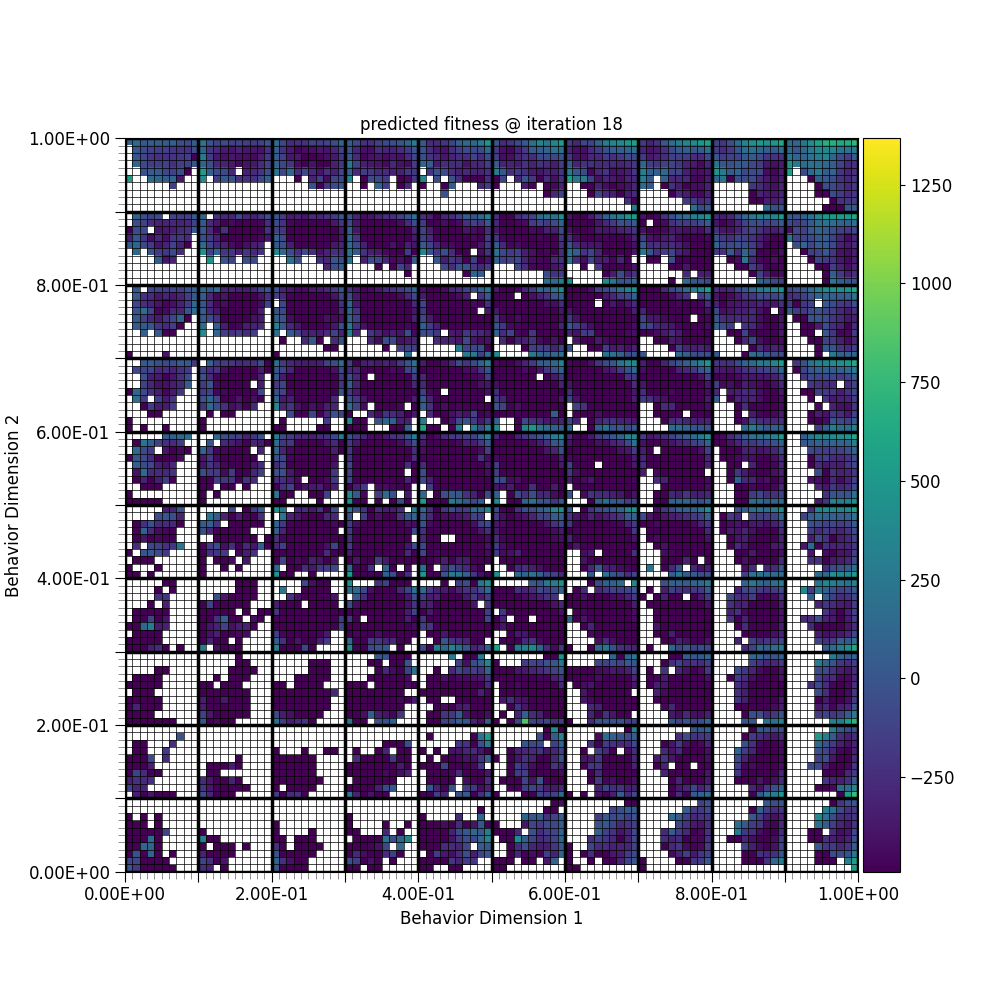 predicted fitness @ iteration 18
1.00E+00
8.00E-01
6.00E-01
4.00E-01
2.00E-01
0.00E+00
Behavior Dimension 2
0.00E+00 2.00E-01 4.00E-01 6.00E-01 8.00E-01 1.00E+00
Behavior Dimension 1
1250
1000
750
500
250
0
−250